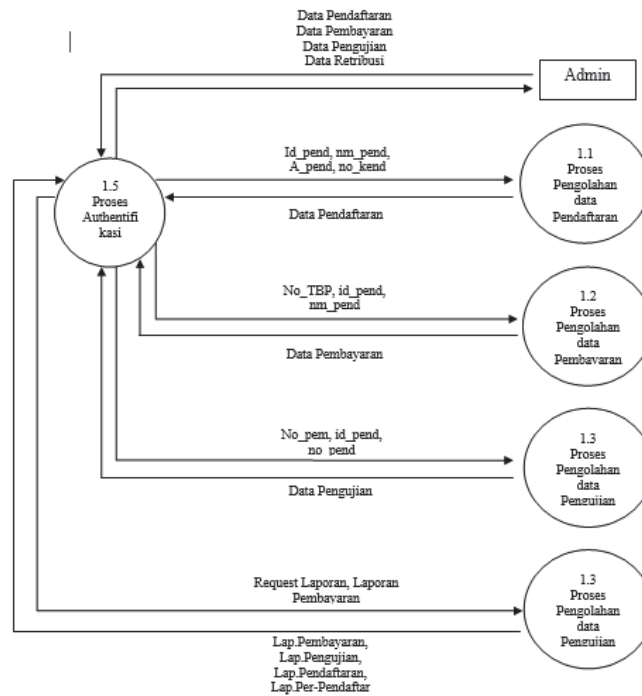 Data Pendaftaran
Data Pembayaran
Data Pengujian
Data Retribusi
Admin
Id_pend, nm_pend,
A_pend, no_kend
1.1
Proses
Pengolahan
data
Pendaftaran
1.5
Proses
Authentifi
kasi
Data Pendaftaran
No_TBP, id_pend,
nm_pend
1.2
Proses
Pengolahan
data
Pembayaran
Data Pembayaran
No_pem, id_pend,
no_pend
1.3
Proses
Pengolahan
data
Pengujian
Data Pengujian
Request Laporan, Laporan
Pembayaran
1.3
Proses
Pengolahan
data
Pengujian
Lap.Pembayaran,
Lap.Pengujian,
Lap.Pendaftaran,
Lap.Per-Pendaftar